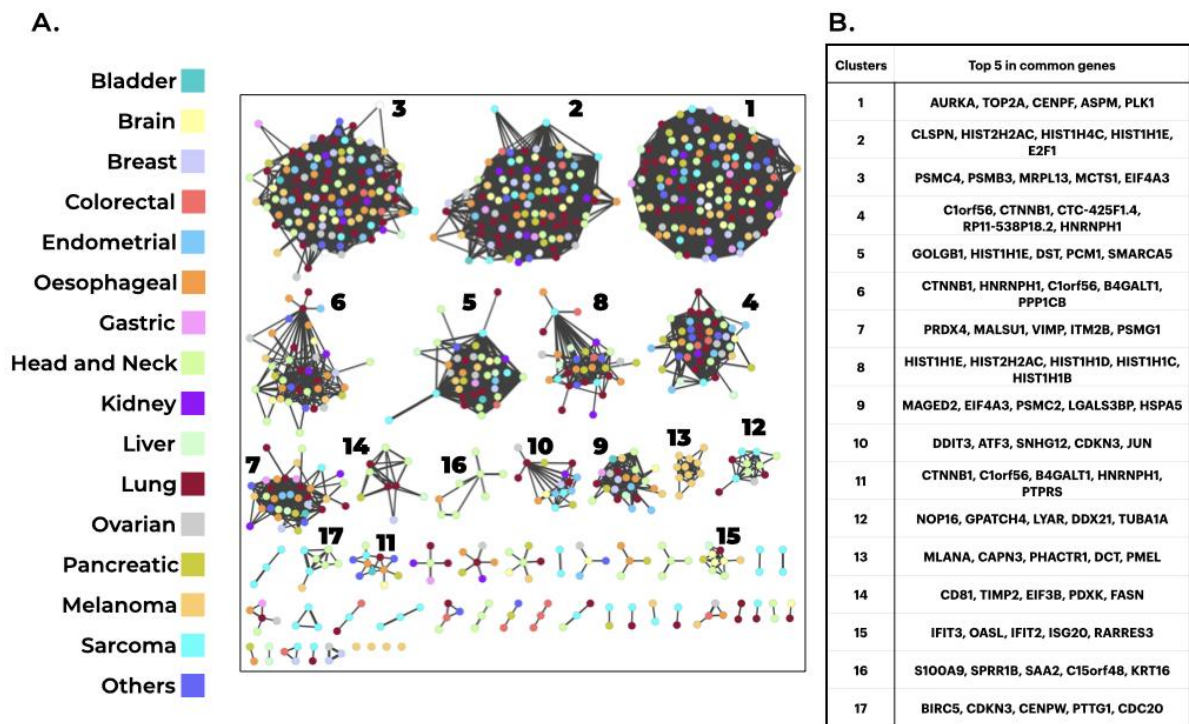 A.
Bladder
Brain
Breast
Colorectal
Endometrial
Oesophageal
Gastric
Head and Neck
Kidney
Liver
Lung
Ovarian
Pancreatic
Melanoma
Sarcoma
Others
3
2
1
6
5
8
4
7
14
16
10
9
13
12
17
11
15
B.
Clusters Top 5 in common genes
1 AURKA, TOP2A, CENPF, ASPM, PLK1
2 CLSPN, HIST2H2AC, HIST1H4C, HIST1H1E,
E2F1
3 PSMC4, PSMB3, MRPL13, MCTS1, EIF4A3
4 C1orf56, CTNNB1, CTC-425F1.4,
RP11-538P18.2, HNRNPH1
5 GOLGB1, HIST1H1E, DST, PCM1, SMARCA5
6 CTNNB1, HNRNPH1, C1orf56, B4GALT1,
PPP1CB
7 PRDX4, MALSU1, VIMP, ITM2B, PSMG1
8 HIST1H1E, HIST2H2AC, HIST1H1D, HIST1H1C,
HIST1H1B
9 MAGED2, EIF4A3, PSMC2, LGALS3BP, HSPA5
10 DDIT3, ATF3, SNHG12, CDKN3, JUN
11 CTNNB1, C1orf56, B4GALT1, HNRNPH1,
PTPRS
12 NOP16, GPATCH4, LYAR, DDX21, TUBA1A
13 MLANA, CAPN3, PHACTR1, DCT, PMEL
14 CD81, TIMP2, EIF3B, PDXK, FASN
15 IFIT3, OASL, IFIT2, ISG20, RARRES3
16 S100A9, SPRR1B, SAA2, C15orf48, KRT16
17 BIRC5, CDKN3, CENPW, PTTG1, CDC20